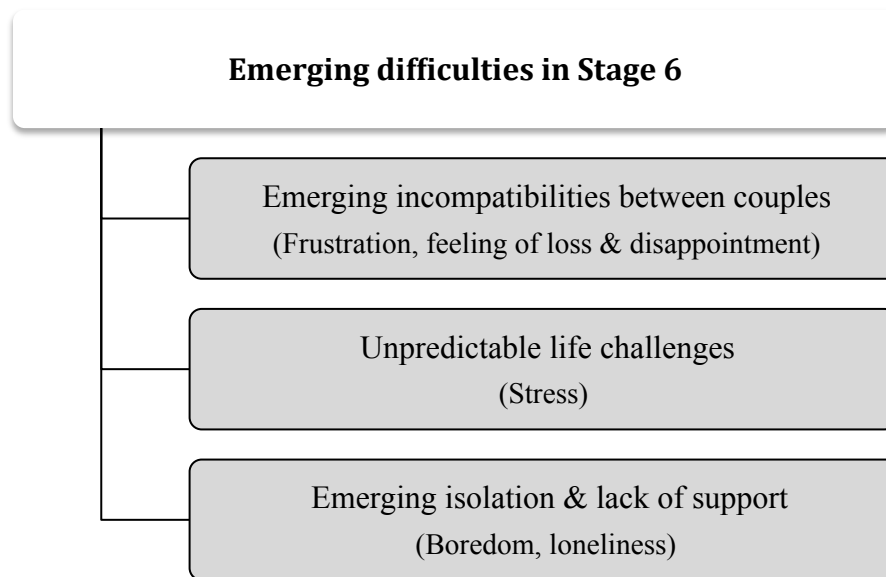 Emerging difficulties in Stage 6
Emerging incompatibilities between couples
(Frustration, feeling of loss & disappointment)
Unpredictable life challenges
(Stress)
Emerging isolation & lack of support
(Boredom, loneliness)